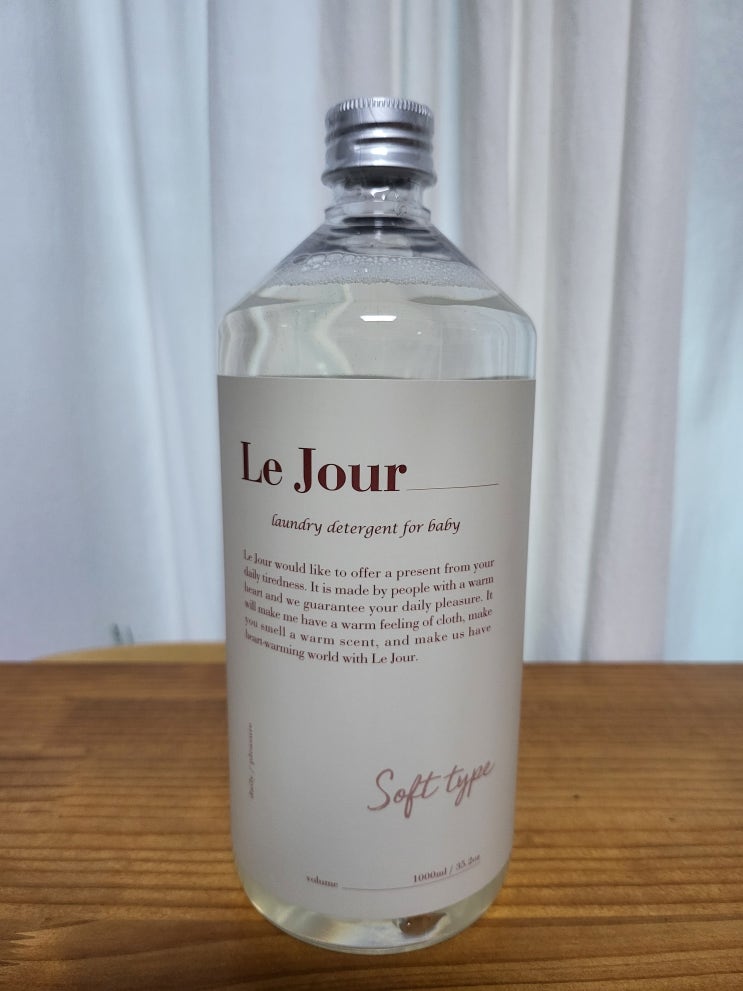 Le Jour
laundry detergent for baby
Le Jour would like to offer a present from your
daily tiredness. It is made by people with a warm
heart and we guarantee your daily pleasure. It
will make me have a warm feeling of cloth, make
you smell a warm scent, and make us have
heart-warming world with Le Jour.
daily / pleasure
Soft type
volume 1000ml / 35.2oz